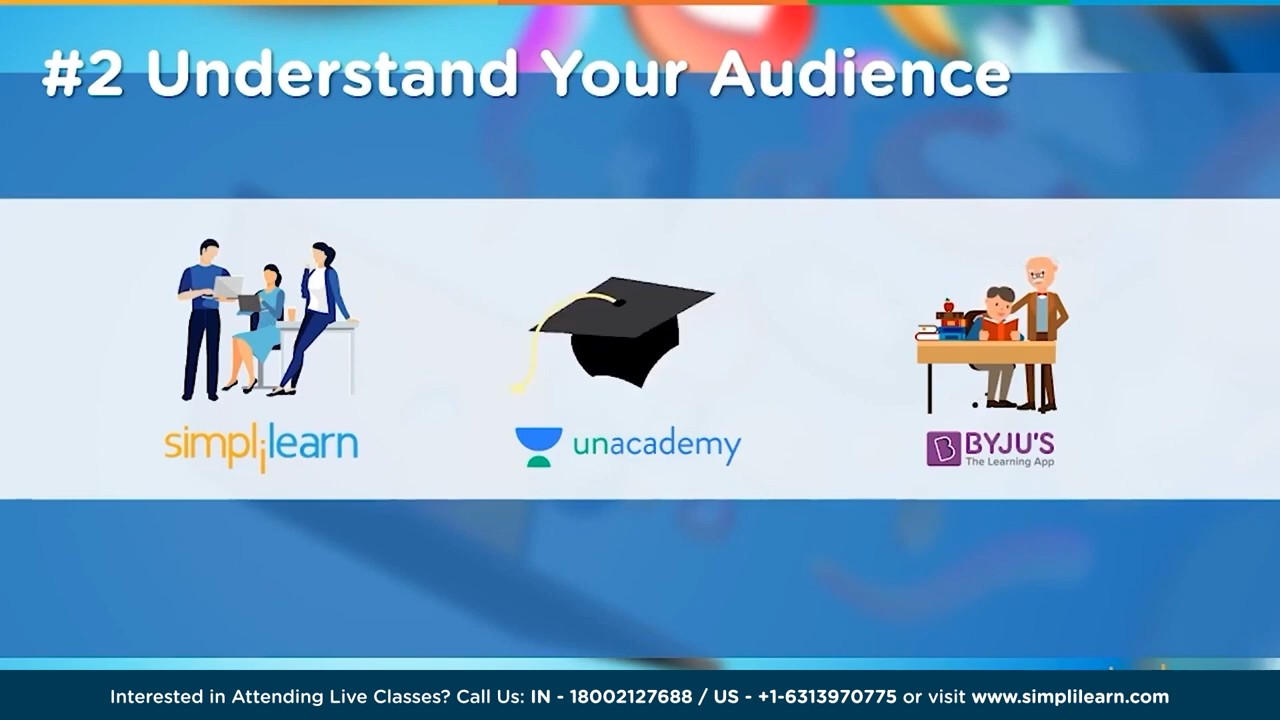 #2 Understand Your Audience
simplilearn
unacademy
BYJU'S
The Learning App
Interested in Attending Live Classes? Call Us: IN - 18002127688 / US - +1-6313970775 or visit www.simplilearn.com